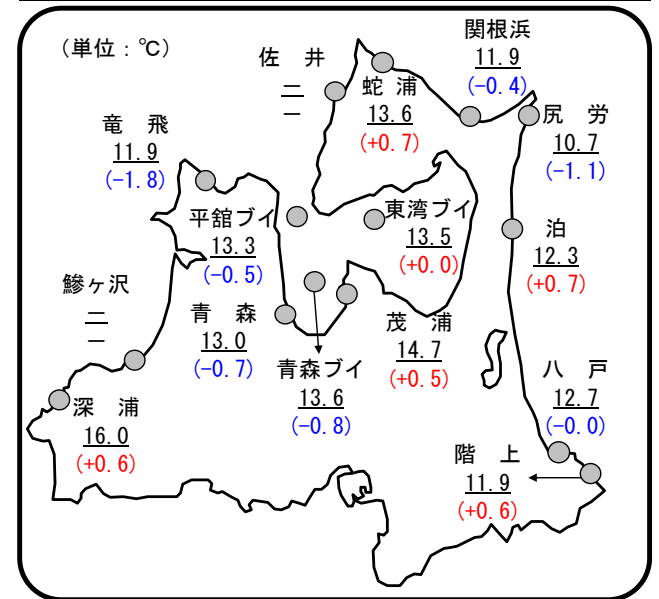 (単位：℃)
関根浜
11.9
(-0.4)
佐井
二
一
蛇浦
13.6
(+0.7)
尻労
10.7
(-1.1)
竜飛
11.9
(-1.8)
平舘ブイ
13.3
(-0.5)
東湾ブイ
13.5
(+0.0)
泊
12.3
(+0.7)
鰺ヶ沢
二
一
青森
13.0
(-0.7)
青森ブイ
13.6
(-0.8)
茂浦
14.7
(+0.5)
八戸
12.7
(-0.0)
深浦
16.0
(+0.6)
階上
11.9
(+0.6)